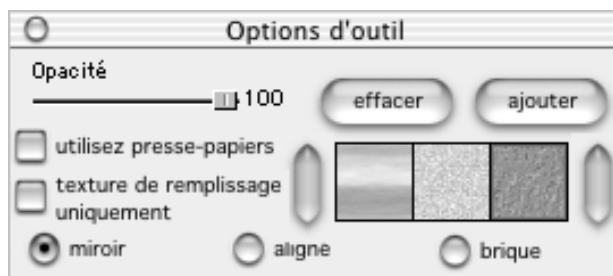 Options d'outil
Opacité
100
effacer
ajouter
utilisez presse-papiers
texture de remplissage
uniquement
miroir
aligne
brique